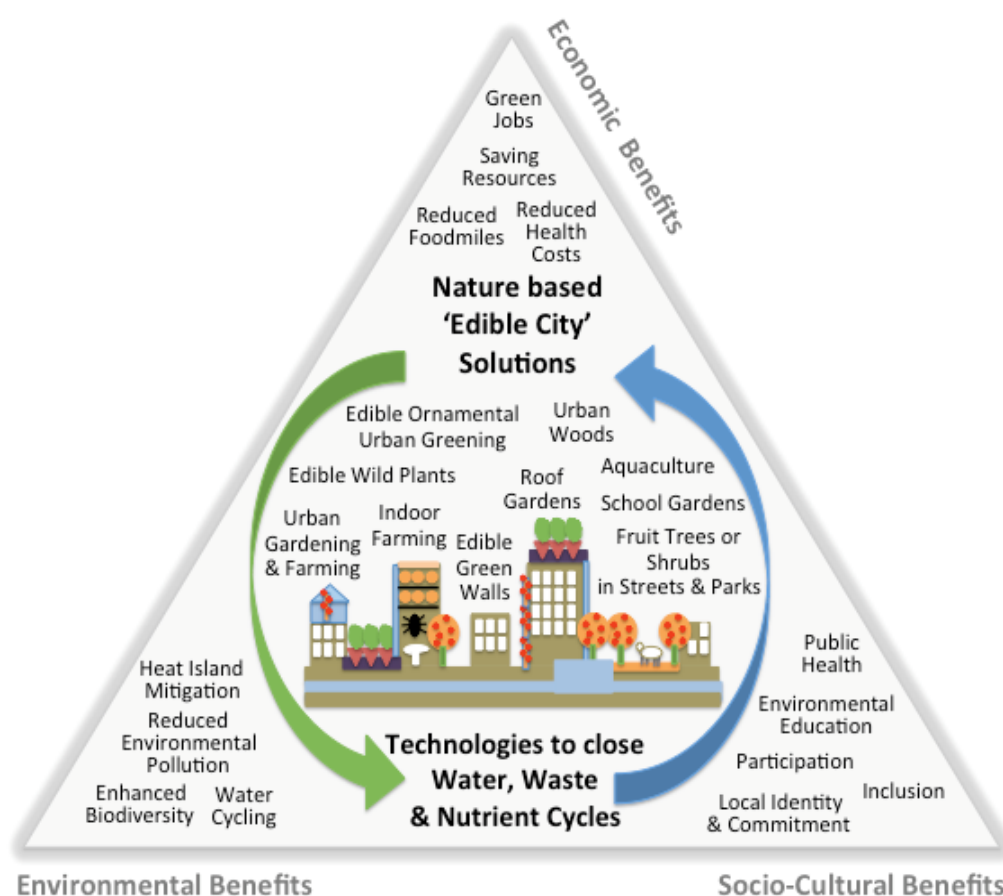 Economic Benefits
Green
Jobs
Saving
Resources
Reduced
Foodmiles
Reduced
Health
Costs
Nature based
‘Edible City’
Solutions
Edible Ornamental
Urban Greening
Urban
Woods
Edible Wild Plants
Roof
Gardens
Aquaculture
School Gardens
Urban
Gardening
& Farming
Indoor
Farming
Edible
Green
Walls
Fruit Trees or
Shrubs
in Streets & Parks
Heat Island
Mitigation
Reduced
Environmental
Pollution
Enhanced
Biodiversity
Water
Cycling
Technologies to close
Water, Waste
& Nutrient Cycles
Public
Health
Environmental
Education
Participation
Inclusion
Local Identity
& Commitment
Environmental Benefits
Socio-Cultural Benefits